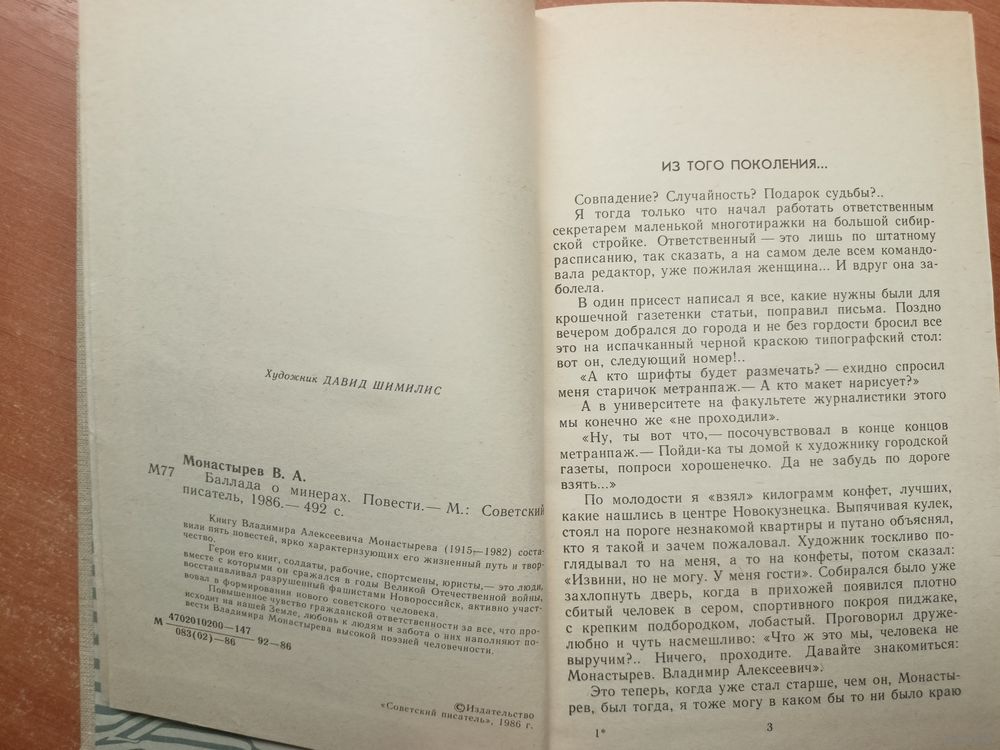 Художник ДАВИД ШИМИЛИС
Монастырев В. А.
М77
Баллада о минерах. Повести.— М.: Советский
писатель, 1986.— 492 с.
Книгу Владимира Алексеевича Монастырева (1915—1982) соста-
вили пять повестей, ярко характеризующих его жизненный путь и твор-
чество.
Герои его книг, солдаты, рабочие, спортсмены, юристы,— это люди,
вместе с которыми он сражался в годы Великой Отечественной войны,
восстанавливал разрушенный фашистами Новороссийск, активно участ-
вовал в формировании нового советского человека.
Повышенное чувство гражданской ответственности за все, что про-
исходит на нашей Земле, любовь к людям и забота о них наполняют по-
вести Владимира Монастырева высокой поэзией человечности.
М 4702010200—147
083(02)—86 92—86
©Издательство
«Советский писатель», 1986 г.
ИЗ ТОГО ПОКОЛЕНИЯ...
Совпадение? Случайность? Подарок судьбы?..
Я тогда только что начал работать ответственным
секретарем маленькой многотиражки на большой сибир-
ской стройке. Ответственный — это лишь по штатному
расписанию, так сказать, а на самом деле всем командо-
вала редактор, уже пожилая женщина... И вдруг она за-
болела.
В один присест написал я все, какие нужны были для
крошечной газетенки статьи, поправил письма. Поздно
вечером добрался до города и не без гордости бросил все
это на испачканный черной краскою типографский стол:
вот он, следующий номер!..
«А кто шрифты будет размечать? — ехидно спросил
меня старичок метранпаж.— А кто макет нарисует?»
А в университете на факультете журналистики этого
мы конечно же «не проходили».
«Ну, ты вот что,— посочувствовал в конце концов
метранпаж.— Пойди-ка ты домой к художнику городской
газеты, попроси хорошенечко. Да не забудь по дороге
взять...»
По молодости я «взял» килограмм конфет, лучших,
какие нашлись в центре Новокузнецка. Выпячивая кулек,
стоял на пороге незнакомой квартиры и путано объяснял,
кто я такой и зачем пожаловал. Художник тоскливо по-
глядывал то на меня, а то на конфеты, потом сказал:
«Извини, но не могу. У меня гости». Собирался было уже
захлопнуть дверь, когда в прихожей появился плотно
сбитый человек в сером, спортивного покроя пиджаке,
с крепким подбородком, лобастый. Проговорил друже-
любно и чуть насмешливо: «Что ж это мы, человека не
выручим?.. Ничего, проходите. Давайте знакомиться:
Монастырев. Владимир Алексеевич».
Это теперь, когда уже стал старше, чем он, Монасты-
рев, был тогда, я тоже могу в каком бы то ни было краю
1*
3